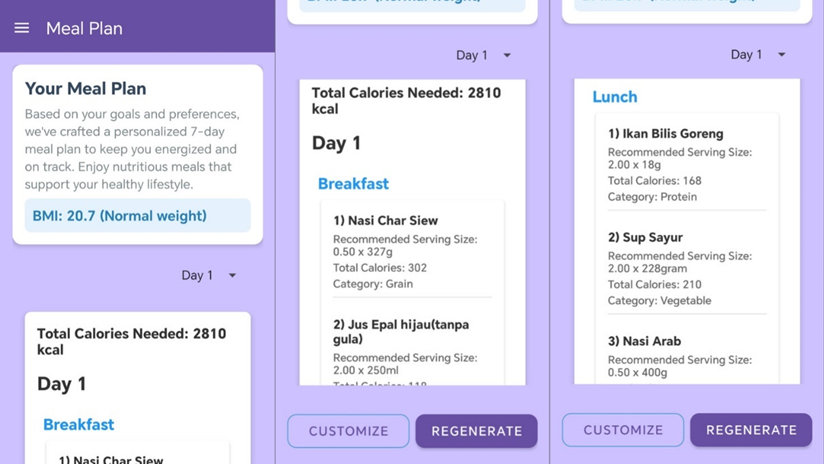 Meal Plan
Your Meal Plan
Based on your goals and preferences,
we've crafted a personalized 7-day
meal plan to keep you energized and
on track. Enjoy nutritious meals that
support your healthy lifestyle.
BMI: 20.7 (Normal weight)
Day 1
Total Calories Needed: 2810
kcal
Day 1
Breakfast
1) Nasi Char Siew
Day 1
Total Calories Needed: 2810
kcal
Day 1
Breakfast
1) Nasi Char Siew
Recommended Serving Size:
0.50 x 327g
Total Calories: 302
Category: Grain
2) Jus Epal hijau(tanpa
gula)
Recommended Serving Size:
2.00 x 250ml
Total Calories: 118
CUSTOMIZE
REGENERATE
Day 1
Lunch
1) Ikan Bilis Goreng
Recommended Serving Size:
2.00 x 18g
Total Calories: 168
Category: Protein
2) Sup Sayur
Recommended Serving Size:
2.00 x 228gram
Total Calories: 210
Category: Vegetable
3) Nasi Arab
Recommended Serving Size:
0.50 x 400g
CUSTOMIZE
REGENERATE